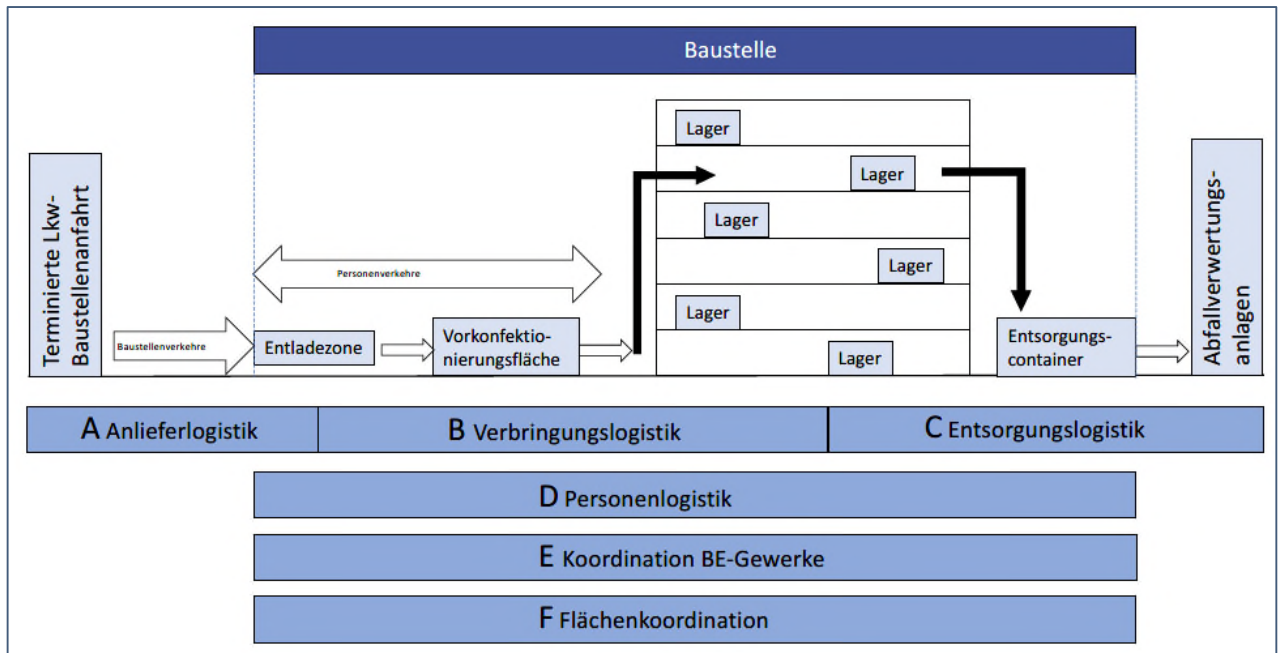 Baustelle
Terminierte Lkw-
Baustellenanfahrt
Baustellenverkehre
Personenverkehre
Entladezone
Vorkonfektio-
nierungsfläche
Lager
Lager
Lager
Lager
Lager
Lager
Entsorgungs-
container
Abfallverwertungs-
anlagen
A Anlieferlogistik
B Verbringungslogistik
C Entsorgungslogistik
D Personenlogistik
E Koordination BE-Gewerke
F Flächenkoordination